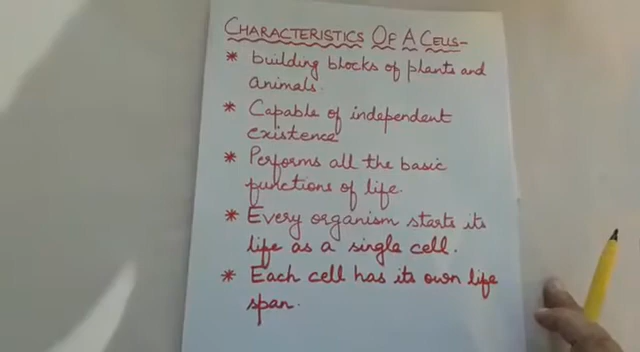 CHARACTERISTICS OF A CELLS-
* building blocks of plants and
animals.
* Capable of independent
existence
* Performs all the basic
functions of life.
* Every organism starts its
life as a single cell.
* Each cell has its own life
span.